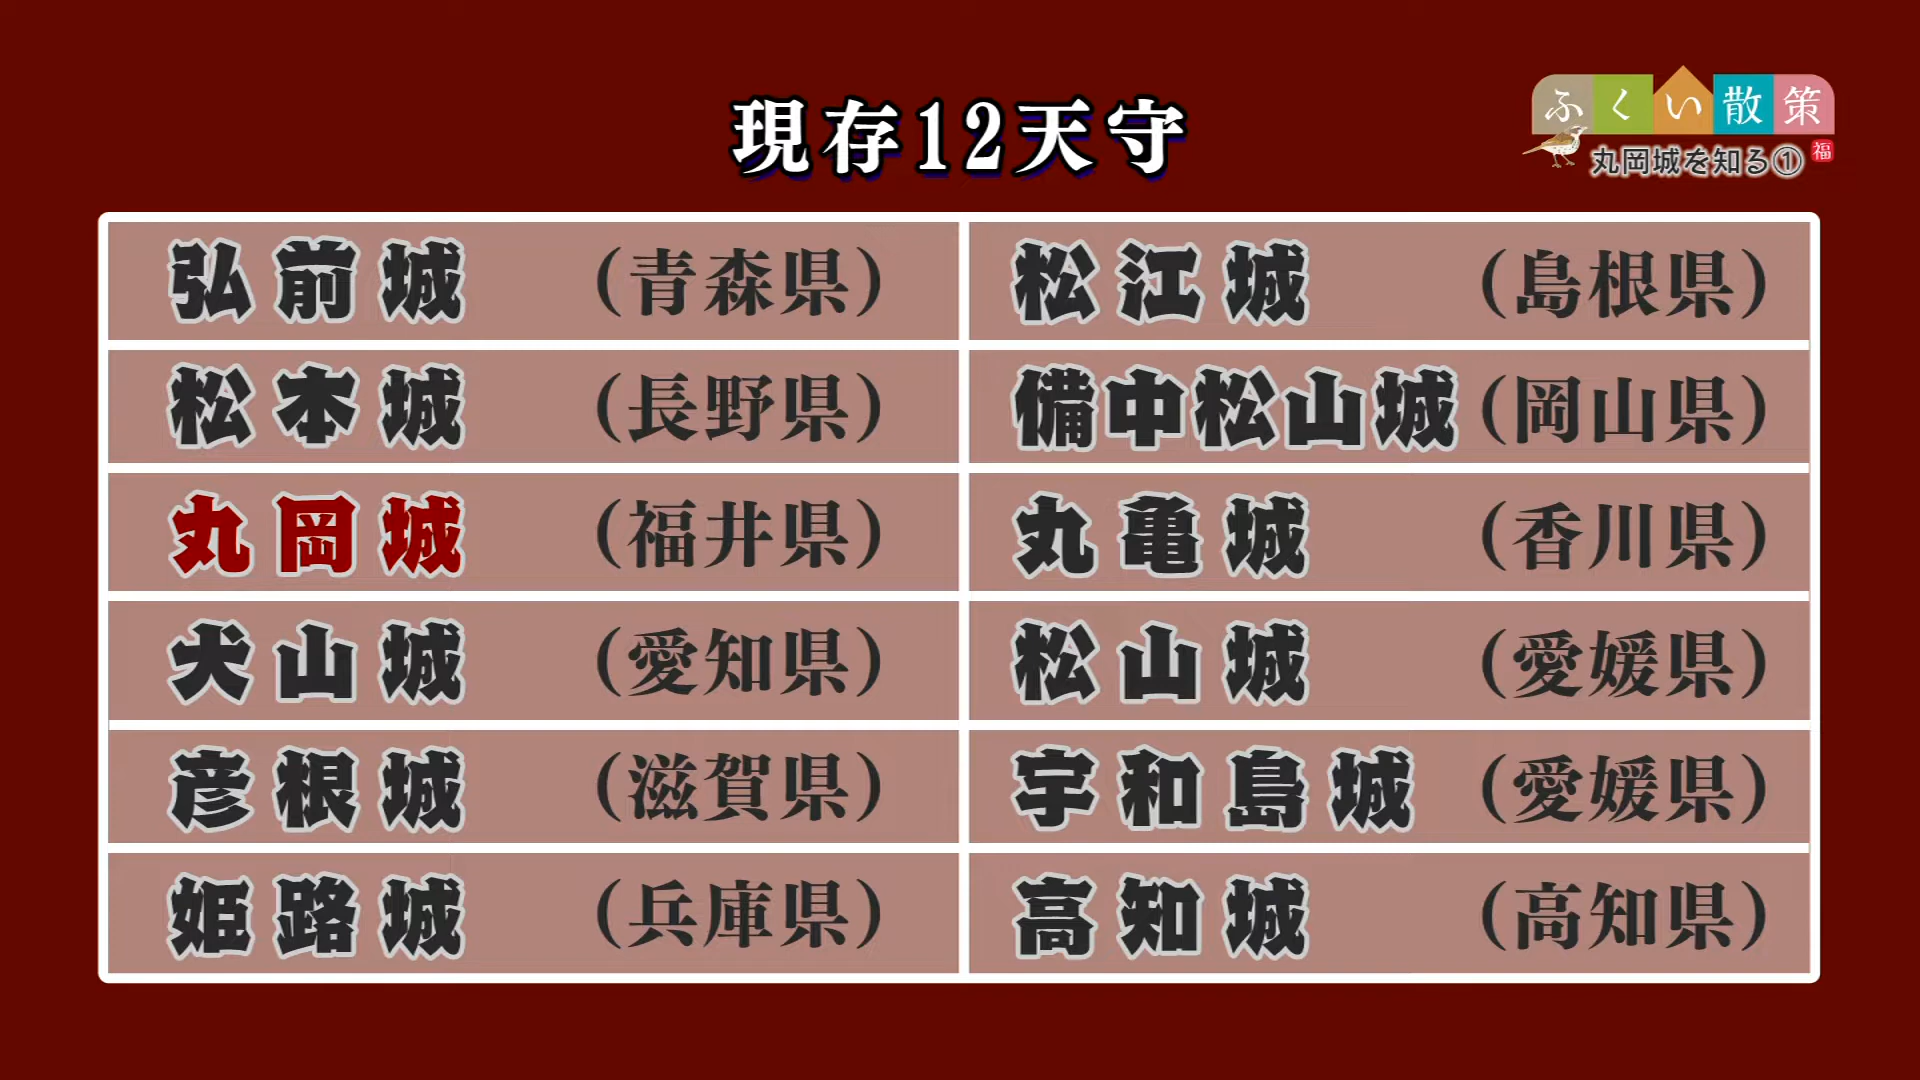 現存12天守
ふくい散策
丸岡城を知る①
福
弘前城 (青森県)
松江城 (島根県)
松本城 (長野県)
備中松山城 (岡山県)
丸岡城 (福井県)
丸亀城 (香川県)
犬山城 (愛知県)
松山城 (愛媛県)
彦根城 (滋賀県)
宇和島城 (愛媛県)
姫路城 (兵庫県)
高知城 (高知県)